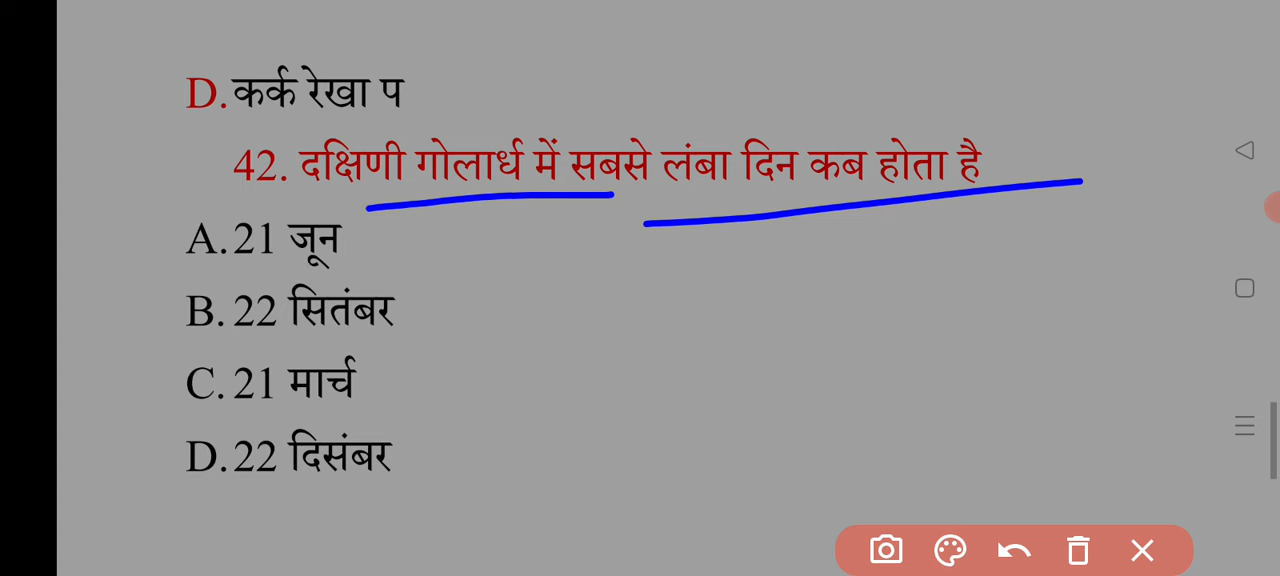 D. कर्क रेखा प
42. दक्षिणी गोलार्ध में सबसे लंबा दिन कब होता है
A. 21 जून
B. 22 सितंबर
C. 21 मार्च
D. 22 दिसंबर